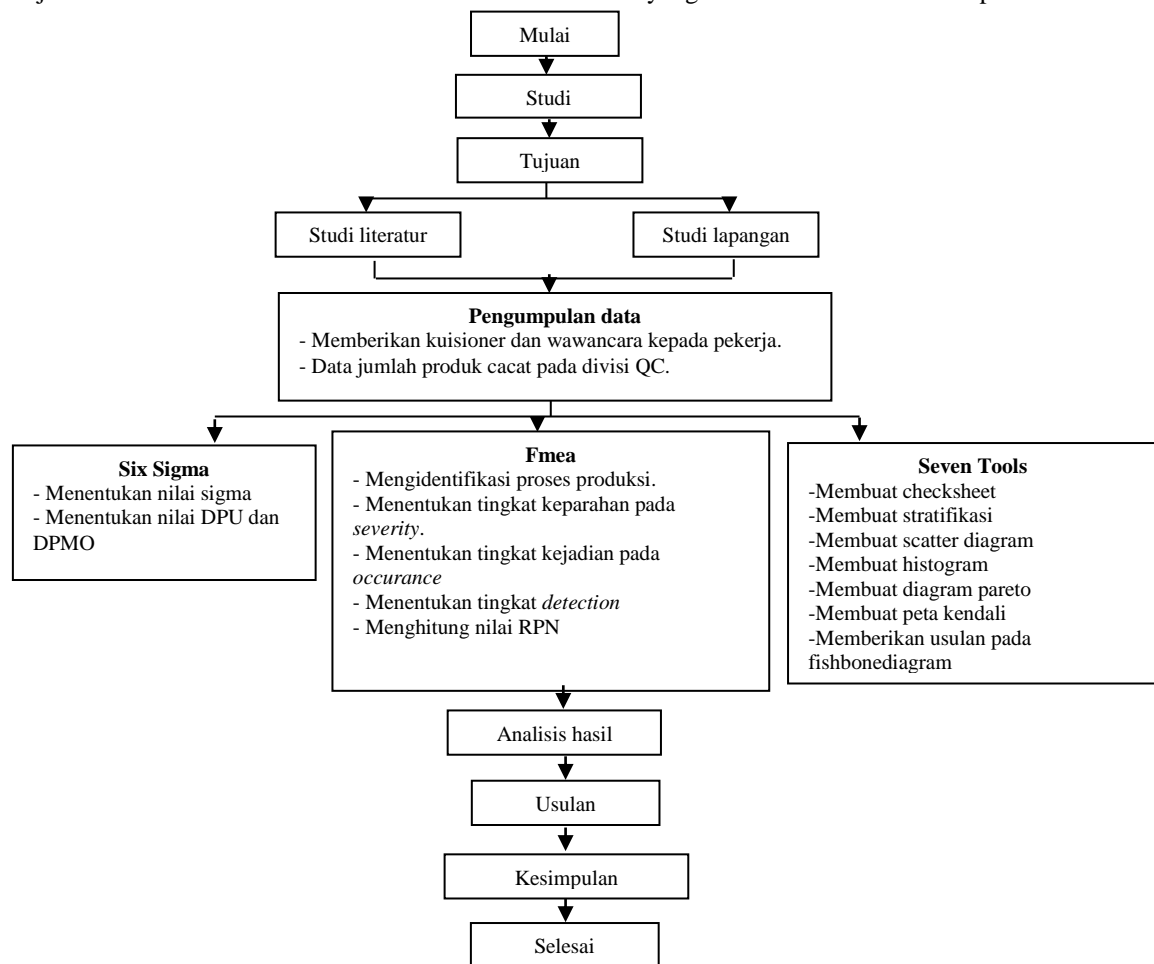 Mulai
Studi
Tujuan
Studi literatur
Studi lapangan
Pengumpulan data
- Memberikan kuisioner dan wawancara kepada pekerja.
- Data jumlah produk cacat pada divisi QC.
Six Sigma
- Menentukan nilai sigma
- Menentukan nilai DPU dan
DPMO
Fmea
- Mengidentifikasi proses produksi.
- Menentukan tingkat keparahan pada
severity.
- Menentukan tingkat kejadian pada
occurance
- Menentukan tingkat detection
- Menghitung nilai RPN
Seven Tools
-Membuat checksheet
-Membuat stratifikasi
-Membuat scatter diagram
-Membuat histogram
-Membuat diagram pareto
-Membuat peta kendali
-Memberikan usulan pada
fishbonediagram
Analisis hasil
Usulan
Kesimpulan
Selesai